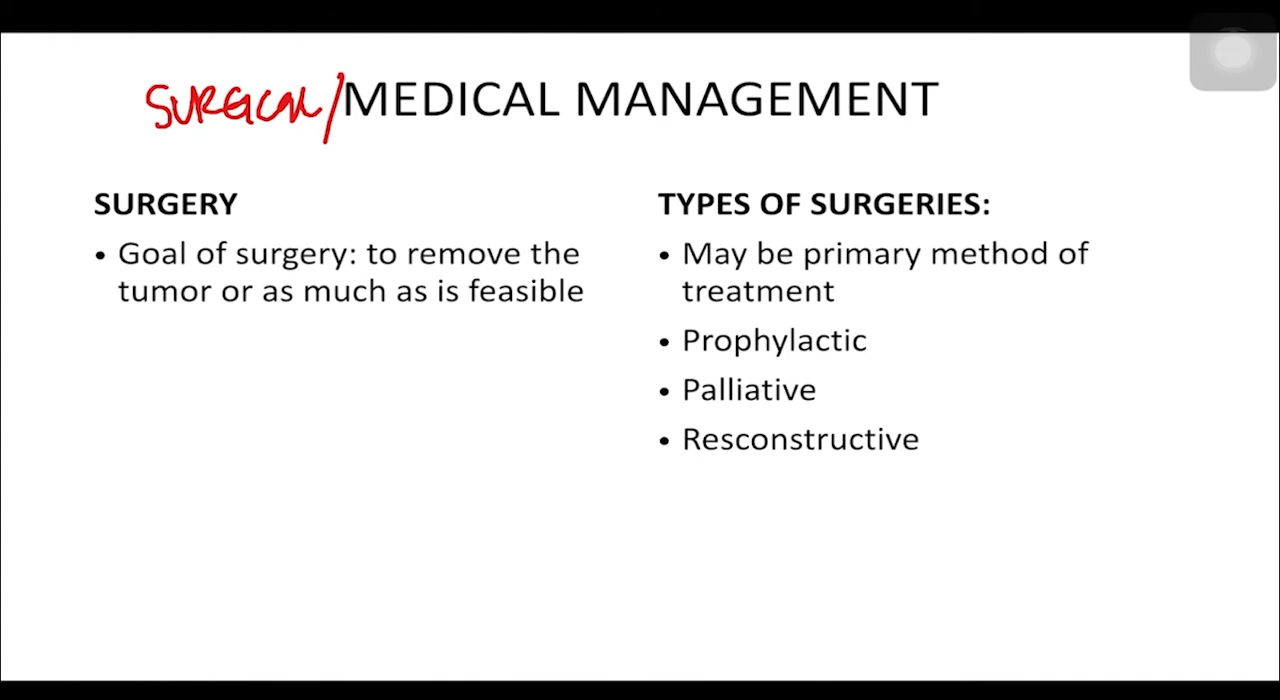 SURGICAL/MEDICAL MANAGEMENT
SURGERY
• Goal of surgery: to remove the
tumor or as much as is feasible
TYPES OF SURGERIES:
• May be primary method of
treatment
• Prophylactic
• Palliative
• Resconstructive